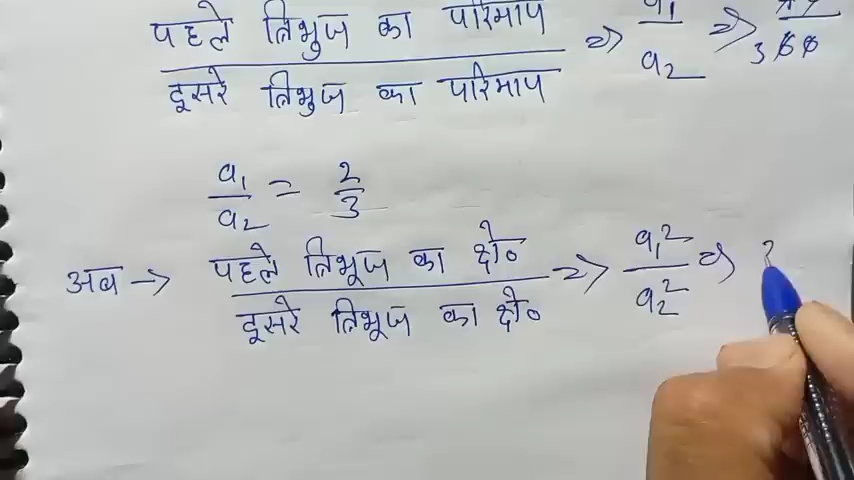 पहले त्रिभुज का परिमाप
दूसरे त्रिभुज का परिमाप
⇒ a₁/a₂ ⇒
a₁/a₂ = 2/3
अब → पहले त्रिभुज का क्षे०
दूसरे त्रिभुज का क्षे०
⇒ a₁²/a₂² ⇒